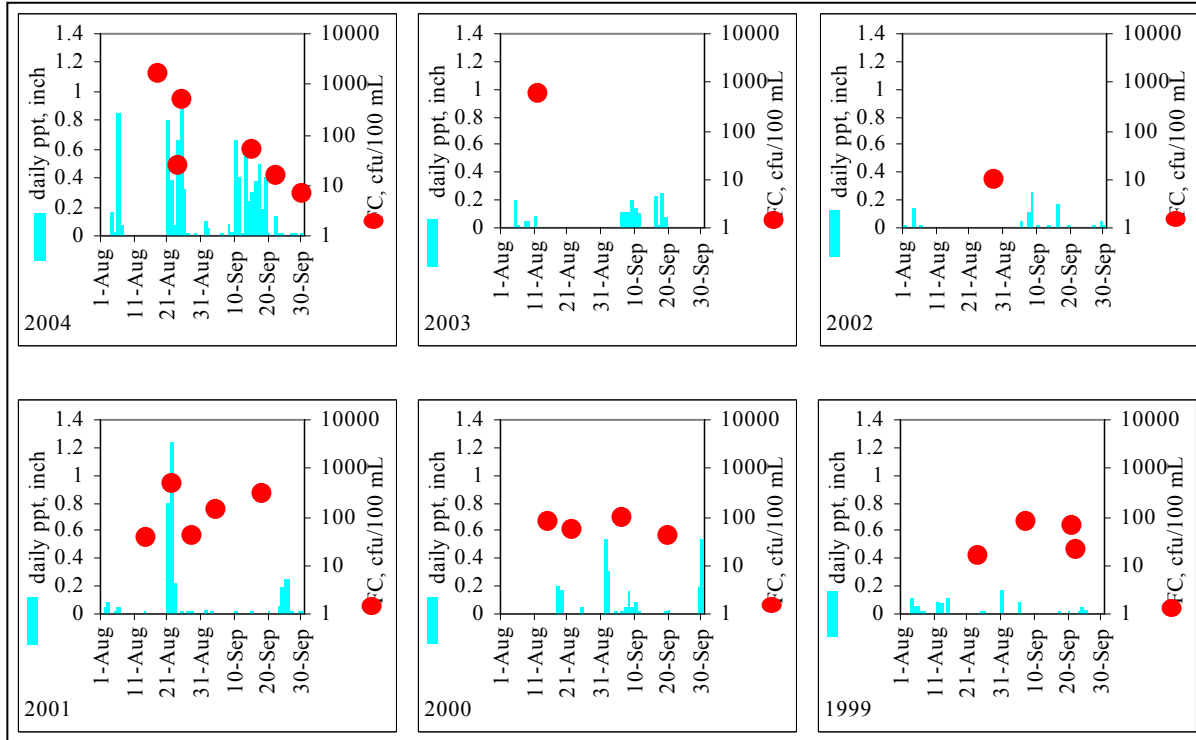 daily ppt, inch
1.4
1.2
1
0.8
0.6
0.4
0.2
0
10000
1000
100
10
1
FC, cfu/100 mL
1-Aug
11-Aug
21-Aug
31-Aug
10-Sep
20-Sep
30-Sep
2004
daily ppt, inch
1.4
1.2
1
0.8
0.6
0.4
0.2
0
10000
1000
100
10
1
FC, cfu/100 mL
1-Aug
11-Aug
21-Aug
31-Aug
10-Sep
20-Sep
30-Sep
2003
daily ppt, inch
1.4
1.2
1
0.8
0.6
0.4
0.2
0
10000
1000
100
10
1
FC, cfu/100 mL
1-Aug
11-Aug
21-Aug
31-Aug
10-Sep
20-Sep
30-Sep
2002
daily ppt, inch
1.4
1.2
1
0.8
0.6
0.4
0.2
0
10000
1000
100
10
1
FC, cfu/100 mL
1-Aug
11-Aug
21-Aug
31-Aug
10-Sep
20-Sep
30-Sep
2001
daily ppt, inch
1.4
1.2
1
0.8
0.6
0.4
0.2
0
10000
1000
100
10
1
FC, cfu/100 mL
1-Aug
11-Aug
21-Aug
31-Aug
10-Sep
20-Sep
30-Sep
2000
daily ppt, inch
1.4
1.2
1
0.8
0.6
0.4
0.2
0
10000
1000
100
10
1
FC, cfu/100 mL
1-Aug
11-Aug
21-Aug
31-Aug
10-Sep
20-Sep
30-Sep
1999